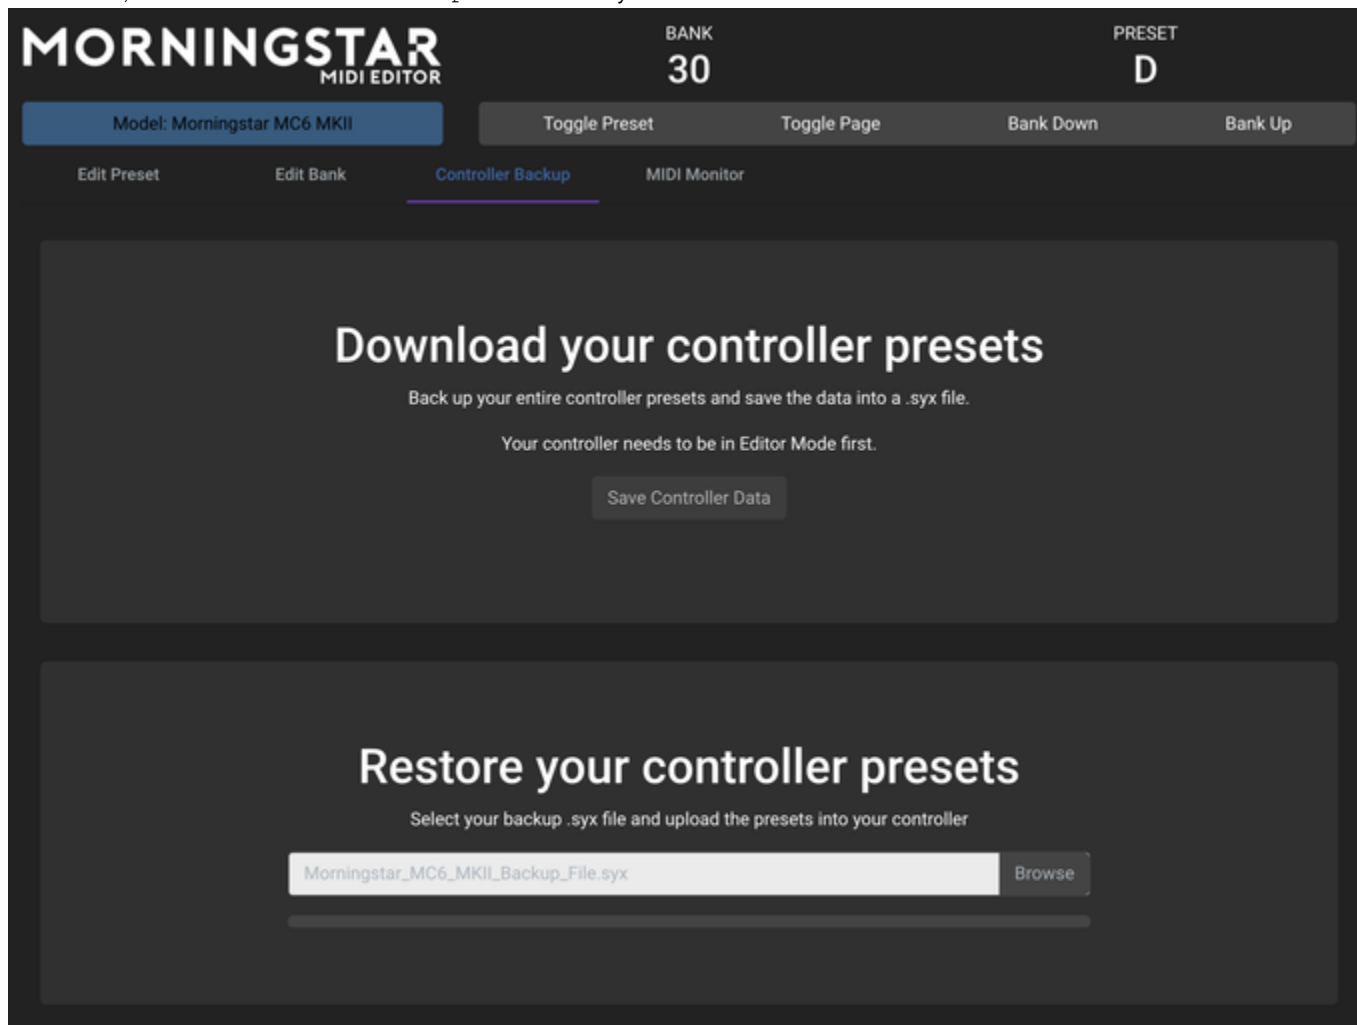 MORNINGSTAR
MIDI EDITOR
BANK
30
PRESET
D
Model: Morningstar MC6 MKII
Toggle Preset
Toggle Page
Bank Down
Bank Up
Edit Preset
Edit Bank
Controller Backup
MIDI Monitor
Download your controller presets
Back up your entire controller presets and save the data into a .syx file.
Your controller needs to be in Editor Mode first.
Save Controller Data
Restore your controller presets
Select your backup .syx file and upload the presets into your controller
Morningstar_MC6_MKII_Backup_File.syx
Browse